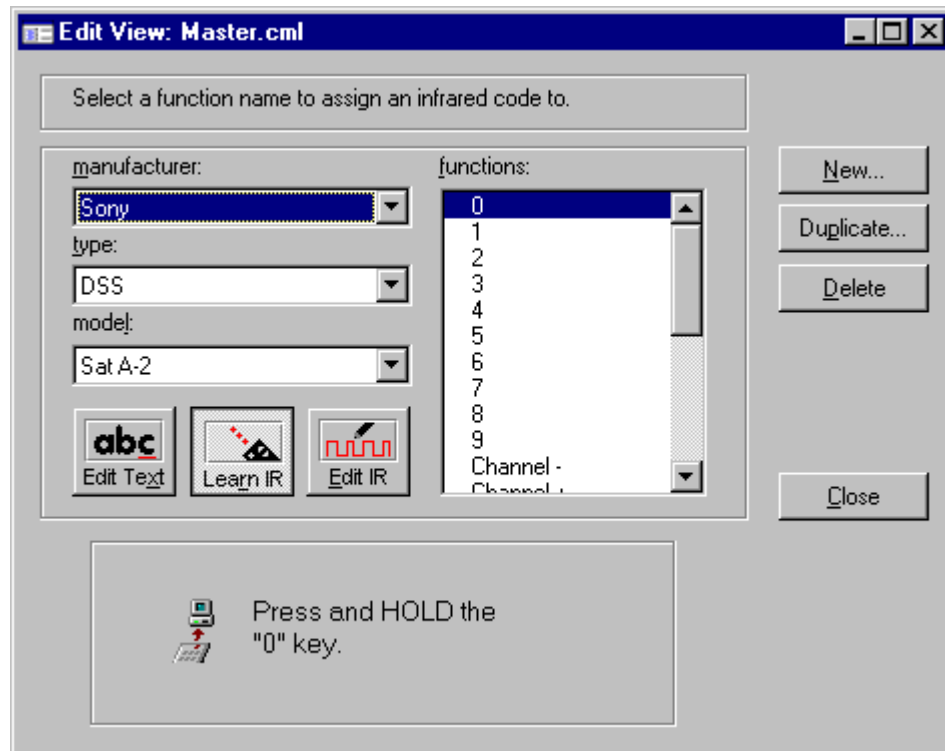 Edit View: Master.cml
Select a function name to assign an infrared code to.
manufacturer:
Sony
type:
DSS
model:
Sat A-2
abc
Edit Text
Learn IR
Edit IR
functions:
0
1
2
3
4
5
6
7
8
9
Channel -
Channel +
New...
Duplicate...
Delete
Close
Press and HOLD the
"0" key.